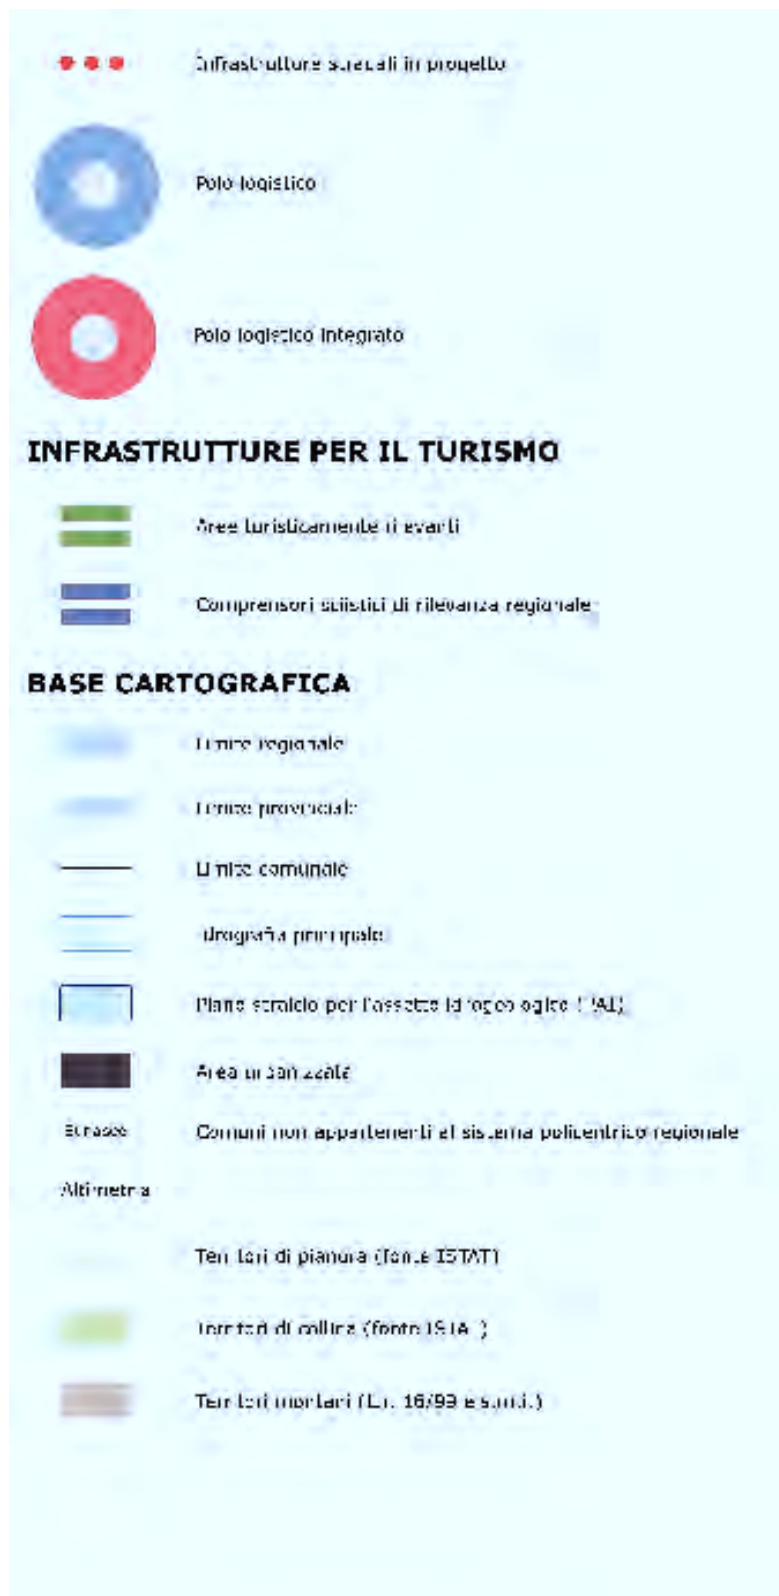 Infrastrutture stradali in progetto
Polo logistico
Polo logistico integrato
INFRASTRUTTURE PER IL TURISMO
Aree turisticamente rilevanti
Comprensori sciistici di rilevanza regionale
BASE CARTOGRAFICA
Limite regionale
Limite provinciale
Limite comunale
Idrografia principale
Piano stralcio per l'assetto idrogeologico (PAI)
Area urbanizzata
Comuni non appartenenti al sistema policentrico regionale
Altimetria
Territori di pianura (fonte ISTAT)
Territori di collina (fonte ISTAT)
Territori montani (L.r. 16/99 e s.m.i.)